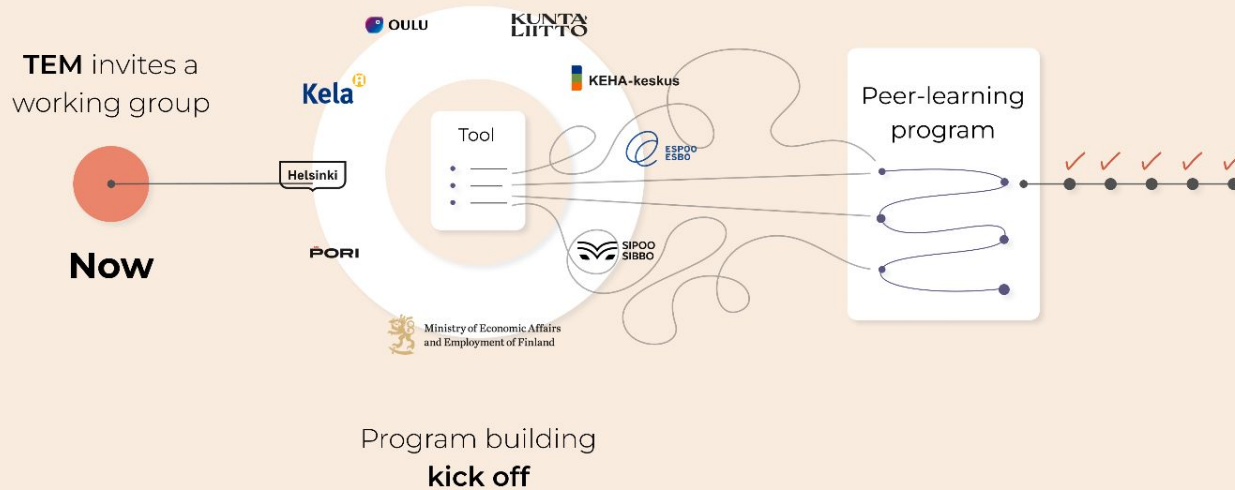 TEM invites a
working group
Now
OULU
KUNTA
LIITTO
Kela
KEHA-keskus
Tool
ESPOO
ESBO
Helsinki
PORI
SIPOO
SIBBO
Ministry of Economic Affairs
and Employment of Finland
Program building
kick off
Peer-learning
program